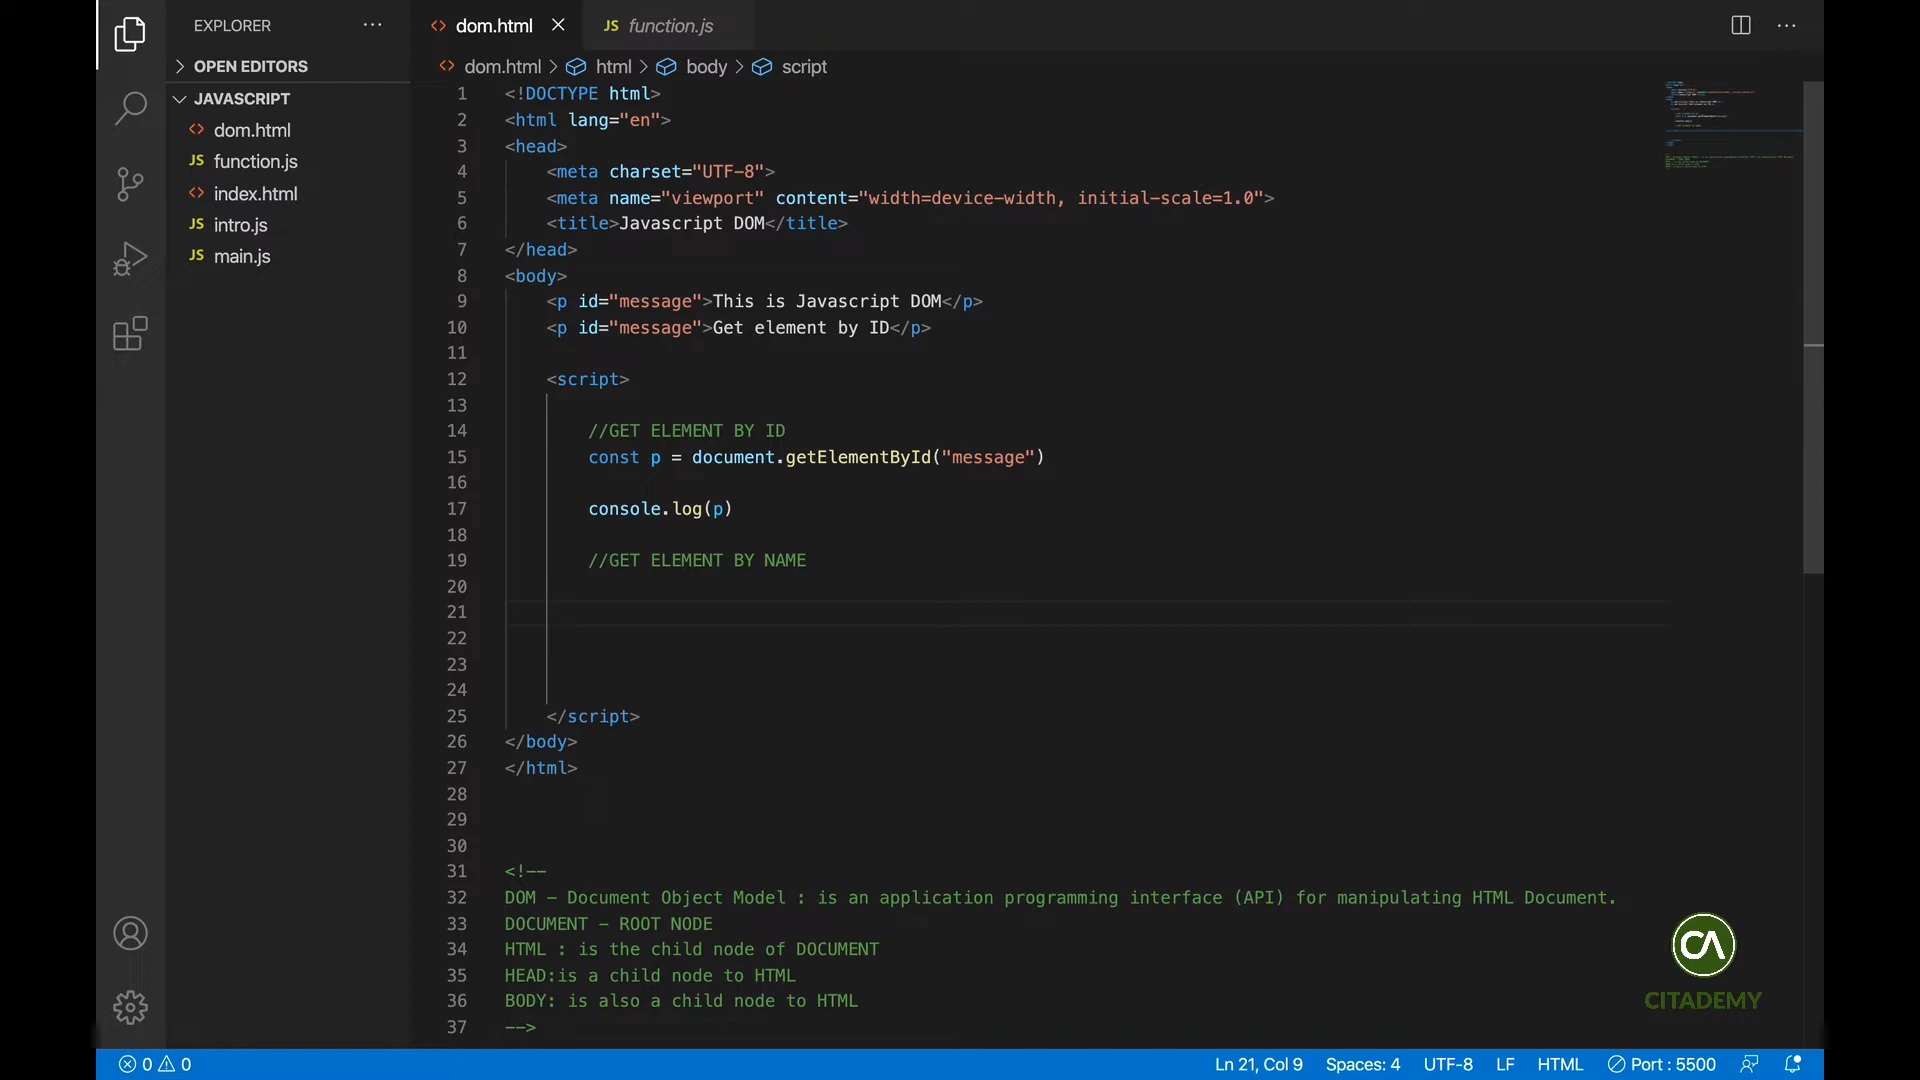 EXPLORER
OPEN EDITORS
JAVASCRIPT
dom.html
JS function.js
index.html
JS intro.js
JS main.js
dom.html
JS function.js
dom.html > html > body > script
1 <!DOCTYPE html>
2 <html lang="en">
3 <head>
4 <meta charset="UTF-8">
5 <meta name="viewport" content="width=device-width, initial-scale=1.0">
6 <title>Javascript DOM</title>
7 </head>
8 <body>
9 <p id="message">This is Javascript DOM</p>
10 <p id="message">Get element by ID</p>
11
12 <script>
13
14 //GET ELEMENT BY ID
15 const p = document.getElementById("message")
16
17 console.log(p)
18
19 //GET ELEMENT BY NAME
20
21
22
23
24
25 </script>
26 </body>
27 </html>
28
29
30
31 <!--
32 DOM - Document Object Model : is an application programming interface (API) for manipulating HTML Document.
33 DOCUMENT - ROOT NODE
34 HTML : is the child node of DOCUMENT
35 HEAD:is a child node to HTML
36 BODY: is also a child node to HTML
37 -->
CA
CITADEMY
0 0
Ln 21, Col 9 Spaces: 4 UTF-8 LF HTML Port : 5500